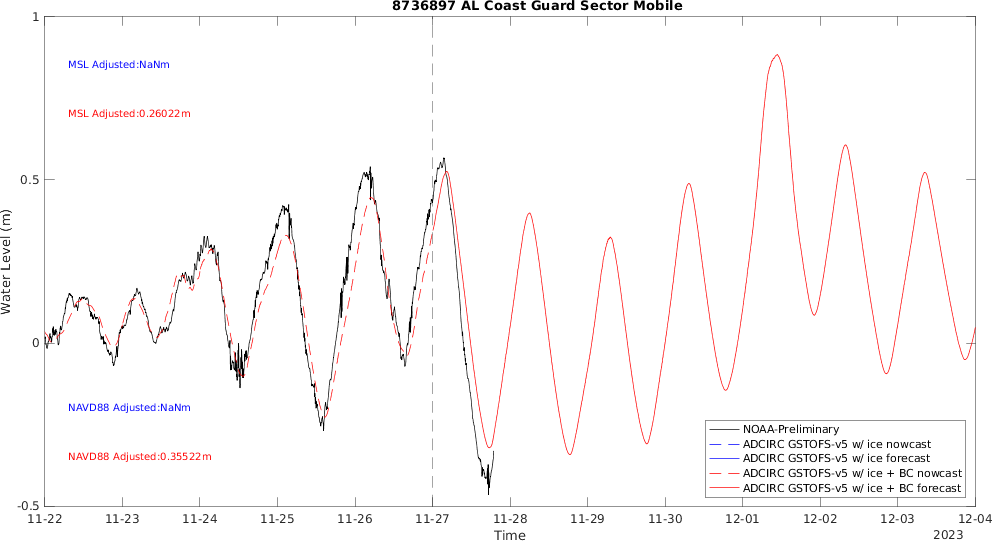 8736897 AL Coast Guard Sector Mobile
1
MSL Adjusted:NaNm
MSL Adjusted:0.26022m
0.5
Water Level (m)
0
NAVD88 Adjusted:NaNm
NAVD88 Adjusted:0.35522m
NOAA-Preliminary
ADCIRC GSTOFS-v5 w/ ice nowcast
ADCIRC GSTOFS-v5 w/ ice forecast
ADCIRC GSTOFS-v5 w/ ice + BC nowcast
ADCIRC GSTOFS-v5 w/ ice + BC forecast
-0.5
11-22 11-23 11-24 11-25 11-26 11-27 11-28 11-29 11-30 12-01 12-02 12-03 12-04
Time
2023